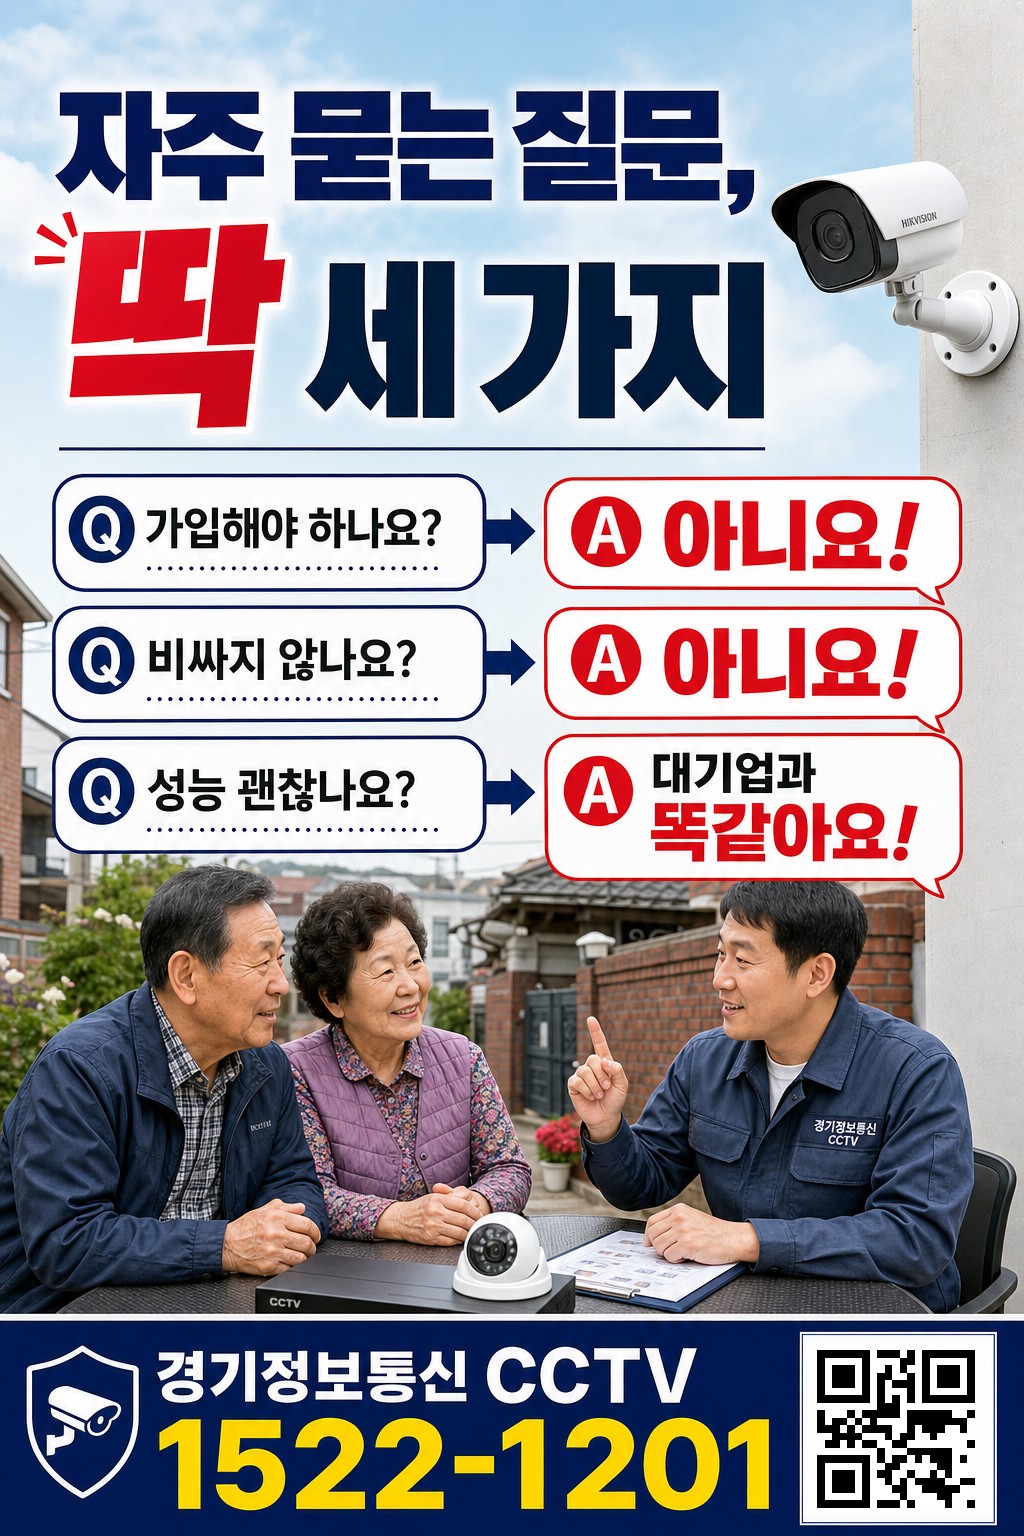 자주 묻는 질문,
딱 세 가지
HIKVISION
Q 가입해야 하나요?
A 아니요!
Q 비싸지 않나요?
A 아니요!
Q 성능 괜찮나요?
A 대기업과
똑같아요!
경기정보통신
CCTV
CCTV
경기정보통신 CCTV
1522-1201